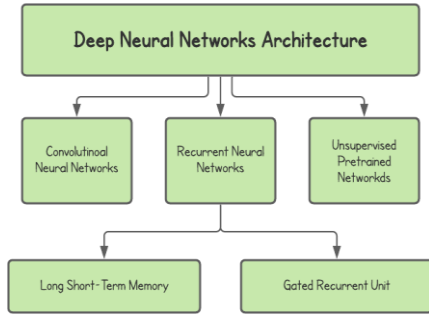 Deep Neural Networks Architecture
Convolutinoal
Neural Networks
Recurrent Neural
Networks
Unsupervised
Pretrained
Networkds
Long Short-Term Memory
Gated Recurrent Unit